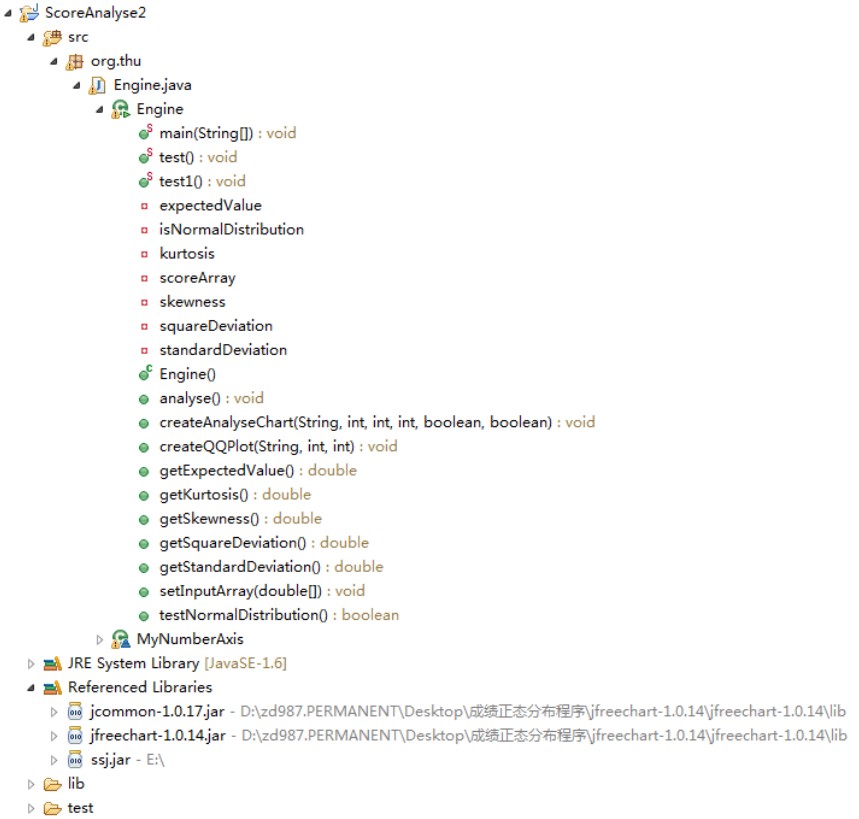 ScoreAnalyse2
src
org.thu
Engine.java
Engine
main(String[]) : void
test() : void
test1() : void
expectedValue
isNormalDistribution
kurtosis
scoreArray
skewness
squareDeviation
standardDeviation
Engine()
analyse() : void
createAnalyseChart(String, int, int, int, boolean, boolean) : void
createQQPlot(String, int, int) : void
getExpectedValue() : double
getKurtosis() : double
getSkewness() : double
getSquareDeviation() : double
getStandardDeviation() : double
setInputArray(double[]) : void
testNormalDistribution() : boolean
MyNumberAxis
JRE System Library [JavaSE-1.6]
Referenced Libraries
jcommon-1.0.17.jar - D:\zd987.PERMANENT\Desktop\成绩正态分布程序\jfreechart-1.0.14\jfreechart-1.0.14\lib
jfreechart-1.0.14.jar - D:\zd987.PERMANENT\Desktop\成绩正态分布程序\jfreechart-1.0.14\jfreechart-1.0.14\lib
ssj.jar - E:\
lib
test